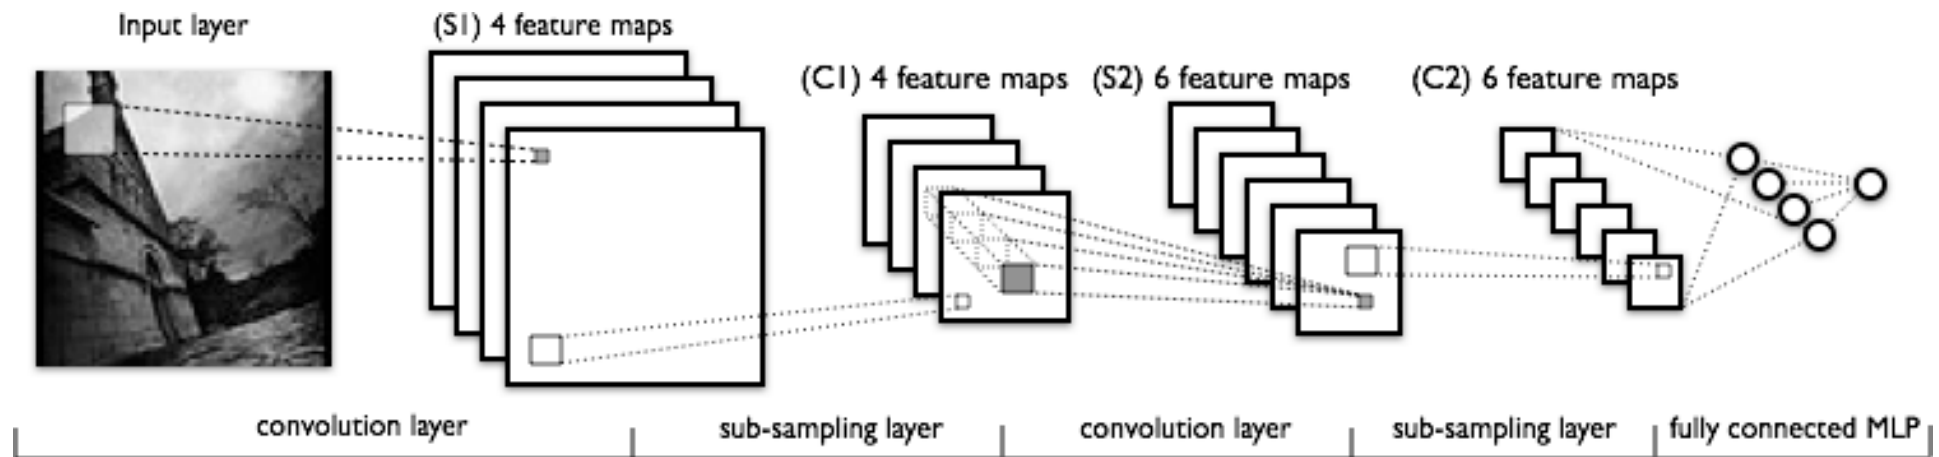 Input layer
(S1) 4 feature maps
(C1) 4 feature maps
(S2) 6 feature maps
(C2) 6 feature maps
convolution layer
sub-sampling layer
convolution layer
sub-sampling layer
fully connected MLP